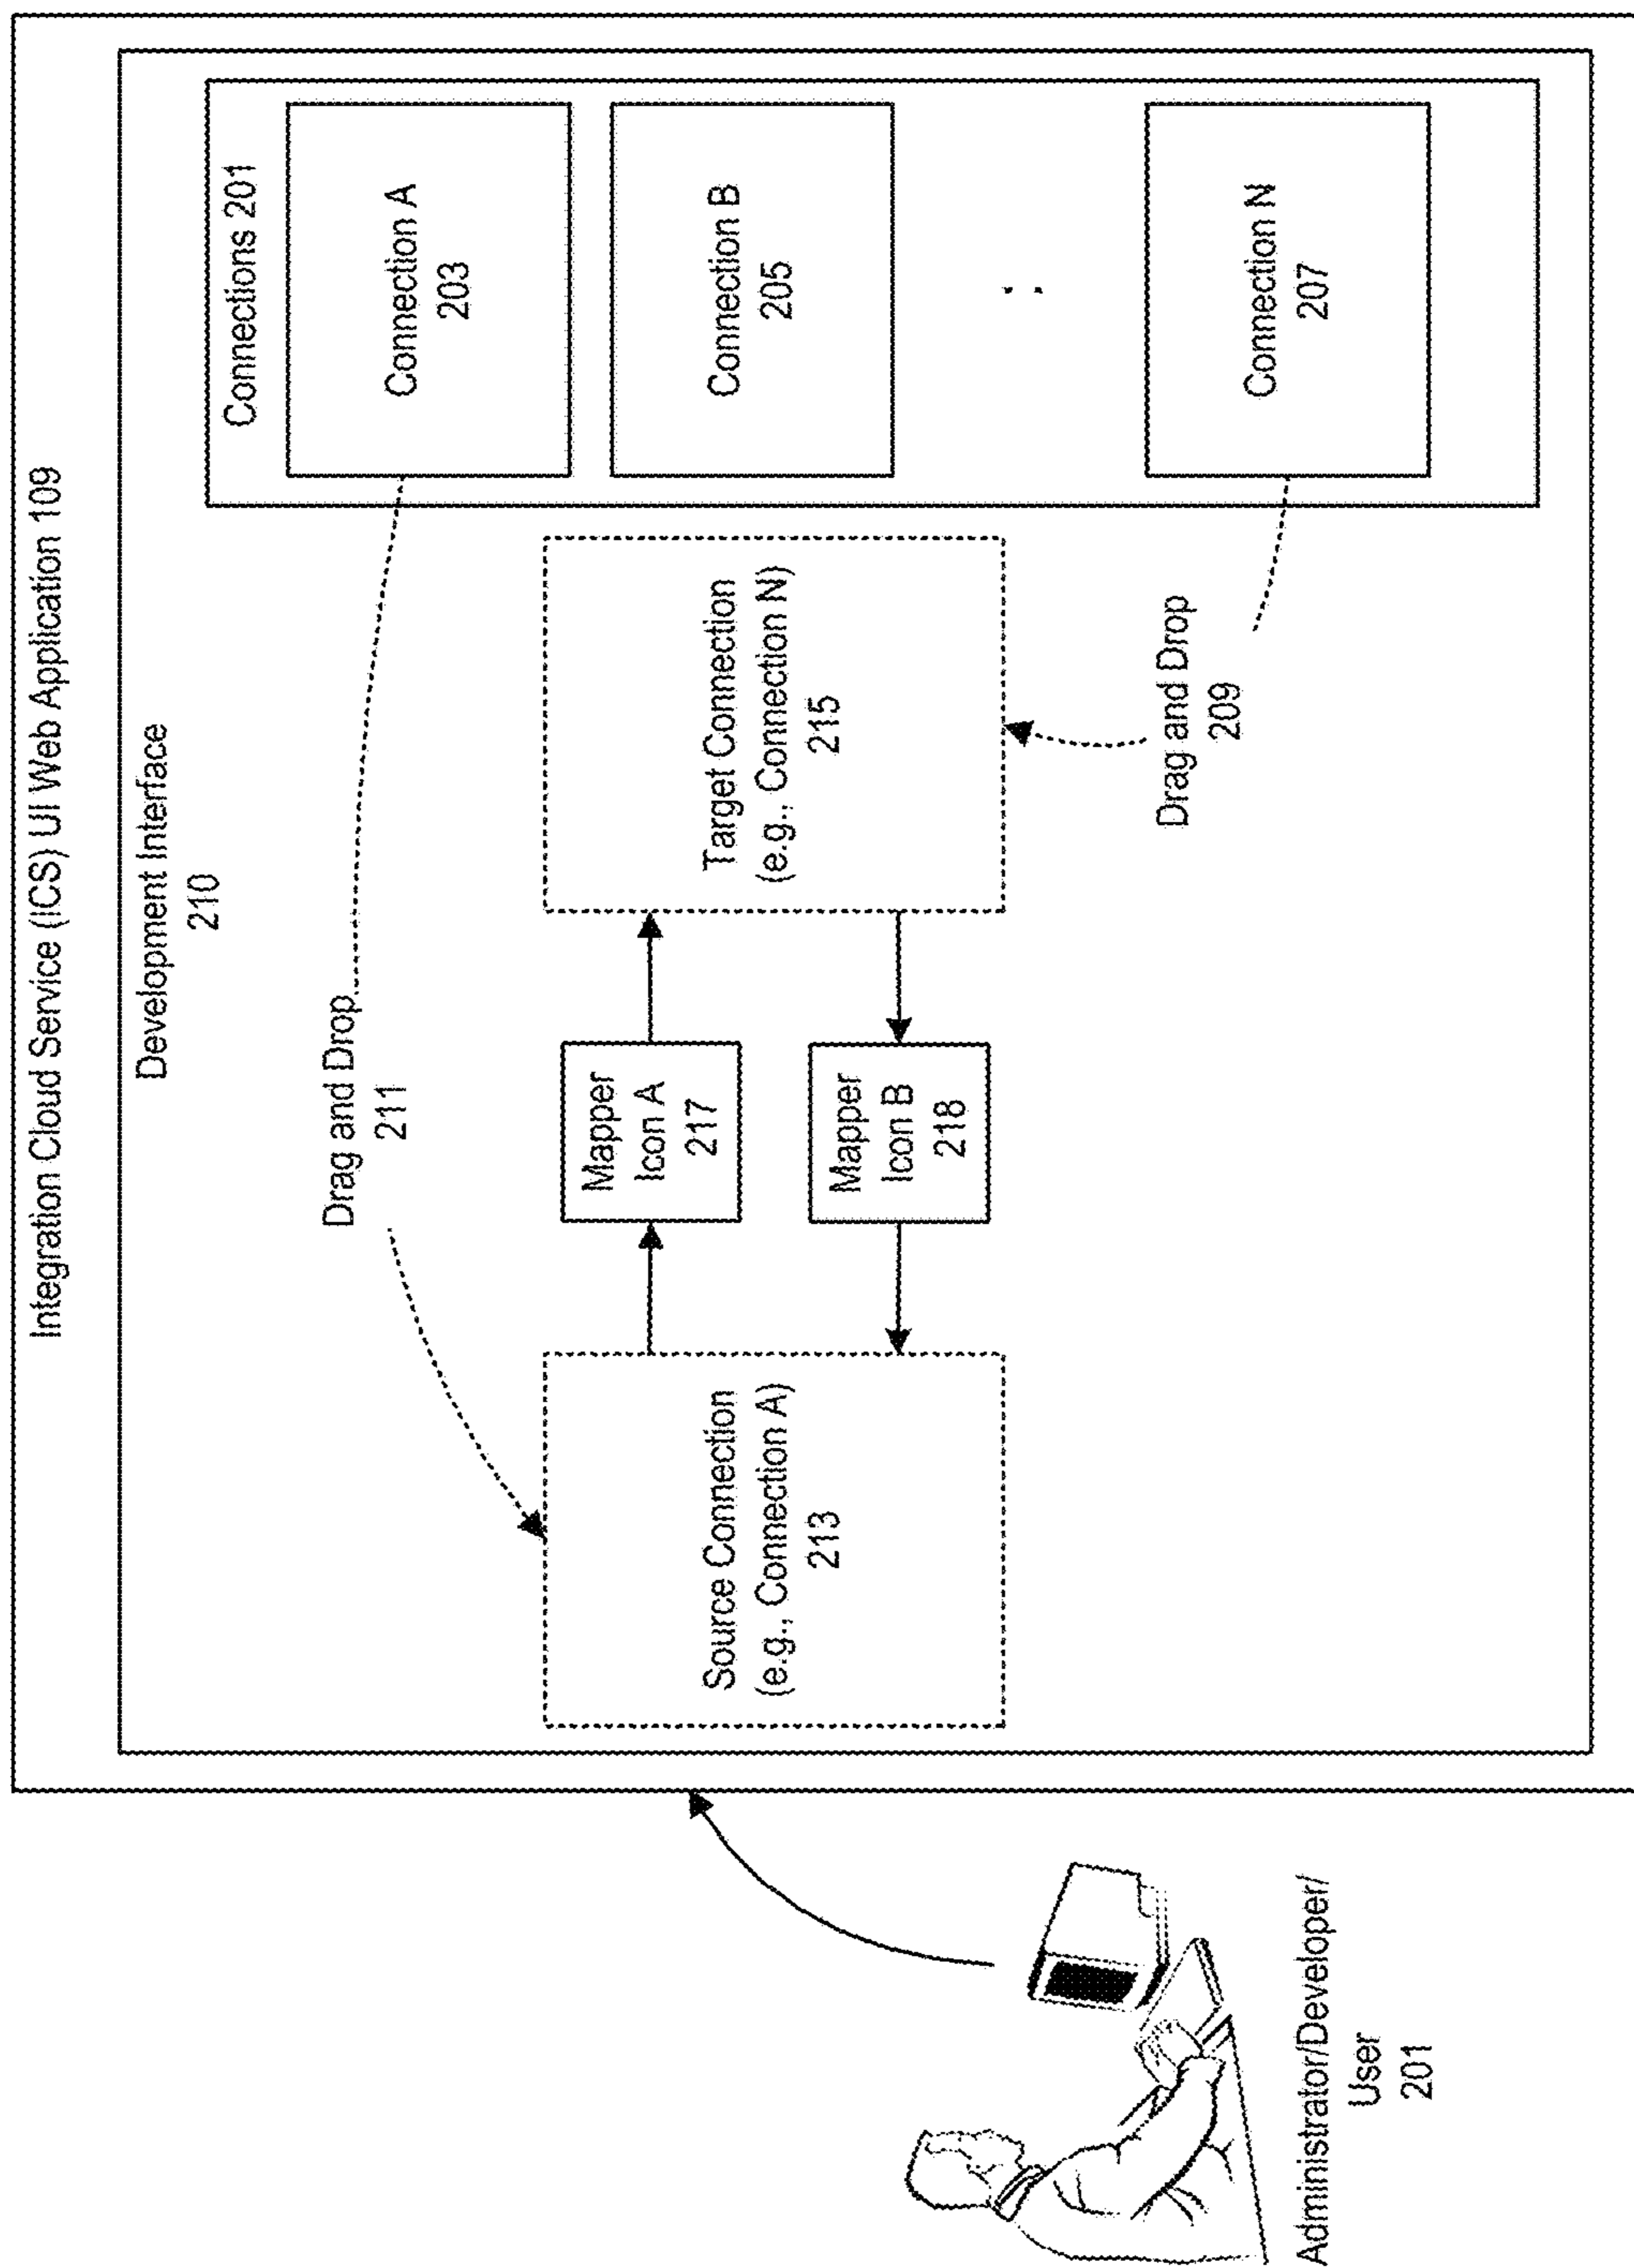 Integration Cloud Service (ICS) UI Web Application 109
Development Interface
210
Connections 201
Connection A
203
Connection B
205
Connection N
207
Drag and Drop
211
Source Connection
(e.g., Connection A)
213
Mapper
Icon A
217
Mapper
Icon B
218
Target Connection
(e.g., Connection N)
215
Drag and Drop
209
Administrator/Developer/
User
201